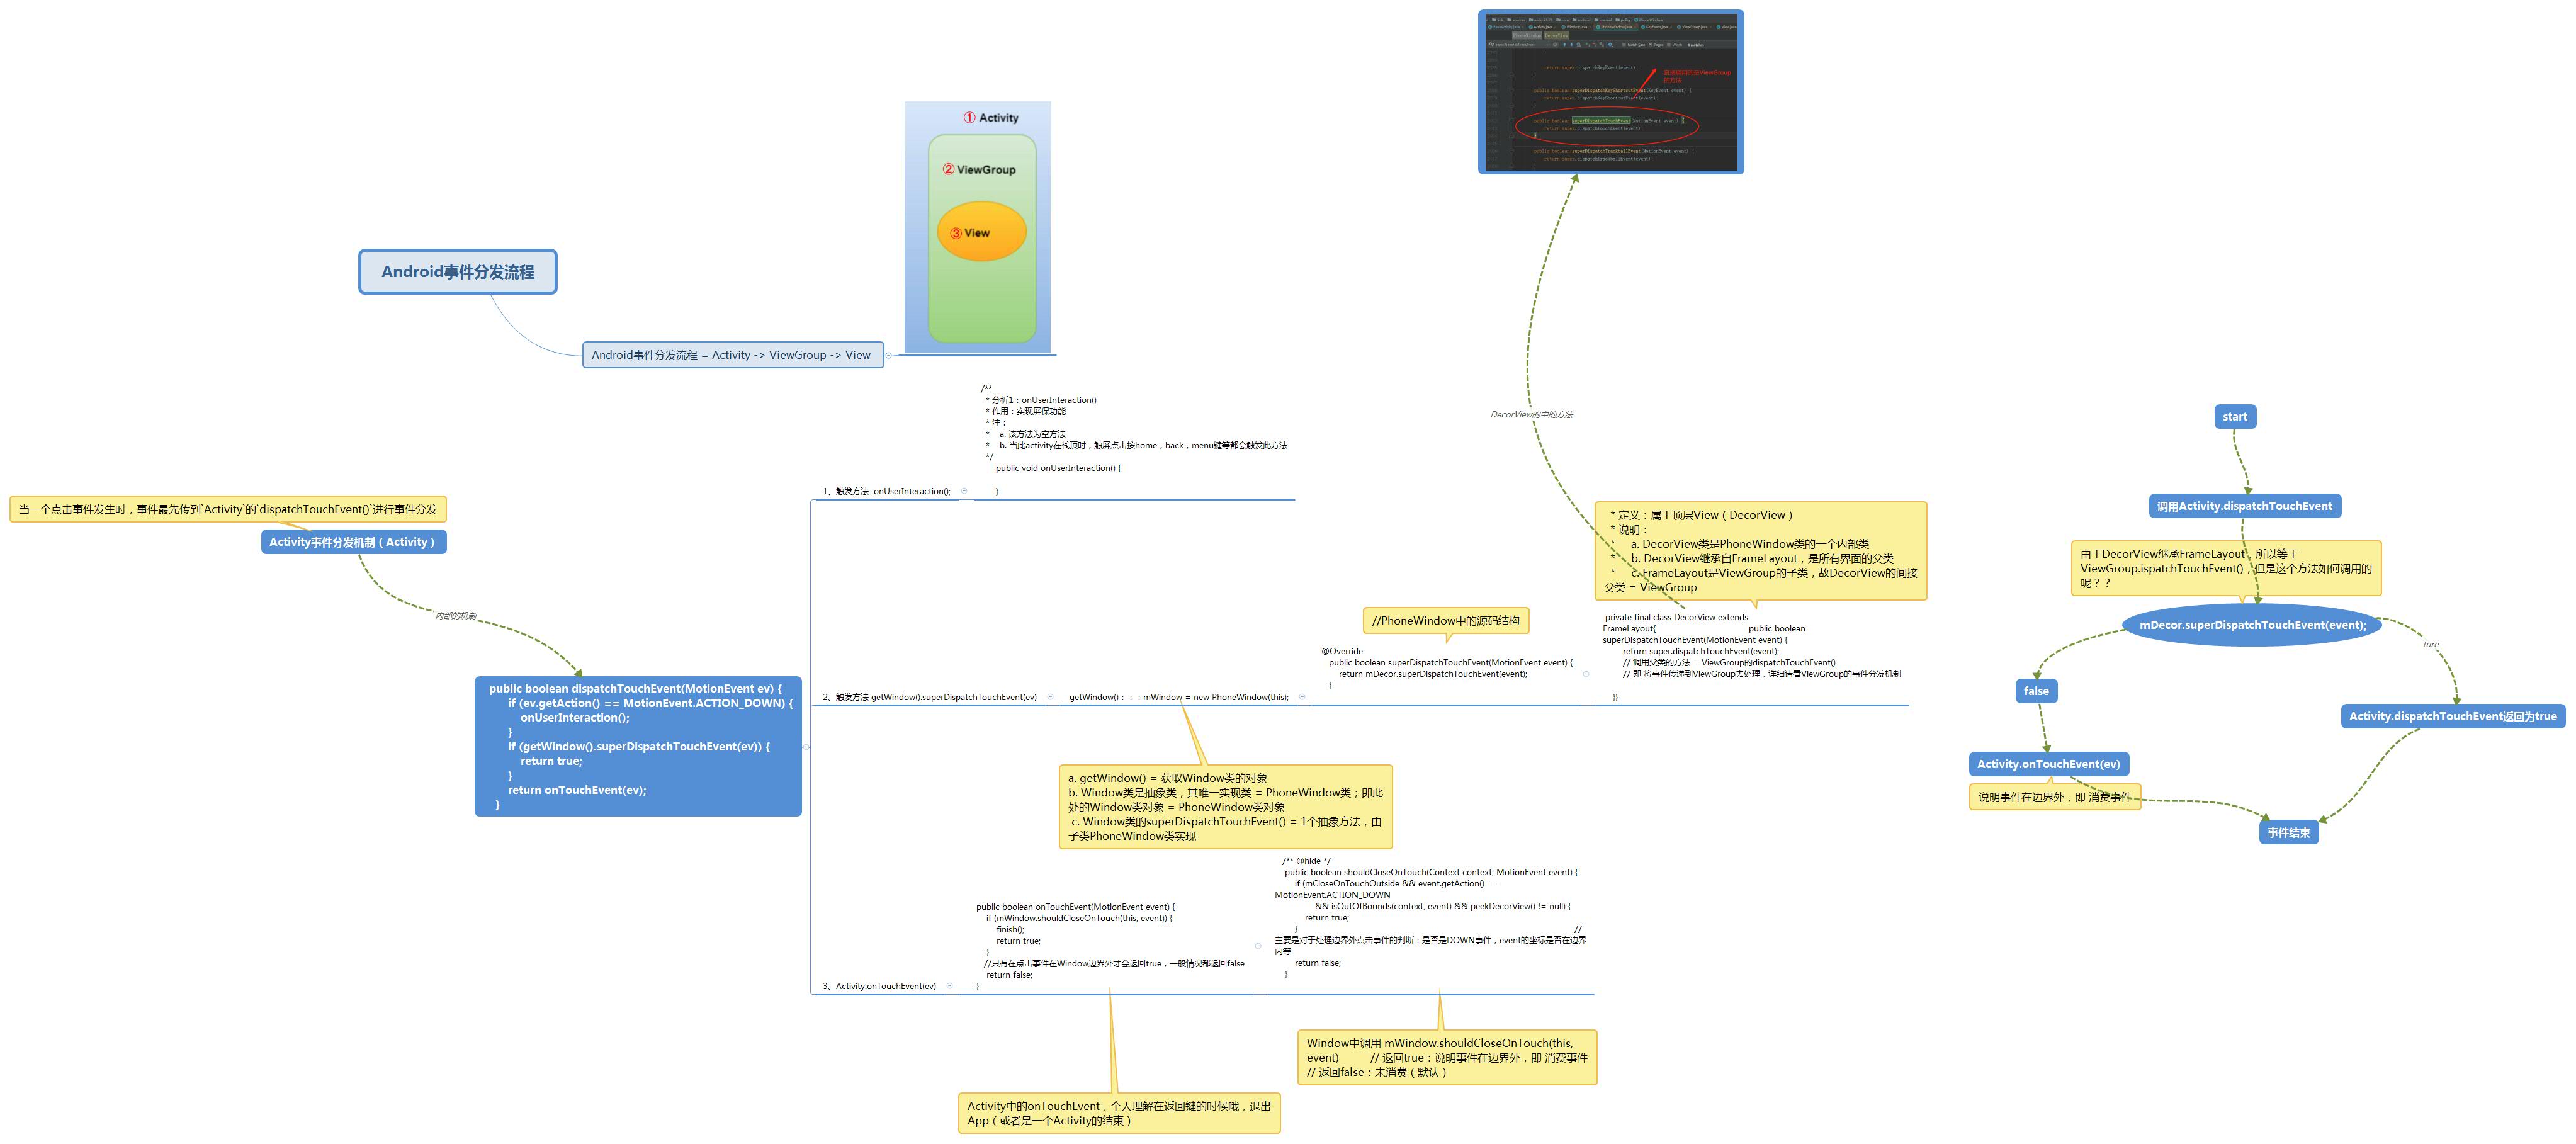 Android事件分发流程
Android事件分发流程 = Activity -> ViewGroup -> View
① Activity
② ViewGroup
③ View
当一个点击事件发生时，事件最先传到`Activity`的`dispatchTouchEvent()`进行事件分发
Activity事件分发机制（Activity）
内部的机制
public boolean dispatchTouchEvent(MotionEvent ev) {
if (ev.getAction() == MotionEvent.ACTION_DOWN) {
onUserInteraction();
}
if (getWindow().superDispatchTouchEvent(ev)) {
return true;
}
return onTouchEvent(ev);
}
1、触发方法  onUserInteraction();
/**
* 分析1：onUserInteraction()
* 作用：实现屏保功能
* 注：
*    a. 该方法为空方法
*    b. 当此activity在栈顶时，触屏点击按home，back，menu键等都会触发此方法
*/
public void onUserInteraction() {
}
2、触发方法 getWindow().superDispatchTouchEvent(ev)
getWindow()：：：mWindow = new PhoneWindow(this);
a. getWindow() = 获取Window类的对象
b. Window类是抽象类，其唯一实现类 = PhoneWindow类；即此
处的Window类对象 = PhoneWindow类对象
c. Window类的superDispatchTouchEvent() = 1个抽象方法，由
子类PhoneWindow类实现
//PhoneWindow中的源码结构
@Override
public boolean superDispatchTouchEvent(MotionEvent event) {
return mDecor.superDispatchTouchEvent(event);
}
* 定义：属于顶层View（DecorView）
* 说明：
*     a. DecorView类是PhoneWindow类的一个内部类
*     b. DecorView继承自FrameLayout，是所有界面的父类
*     c. FrameLayout是ViewGroup的子类，故DecorView的间接
父类 = ViewGroup
private final class DecorView extends
FrameLayout{ public boolean
superDispatchTouchEvent(MotionEvent event) {
return super.dispatchTouchEvent(event);
// 调用父类的方法 = ViewGroup的dispatchTouchEvent()
// 即 将事件传递到ViewGroup去处理，详细请看ViewGroup的事件分发机制
}}
DecorView的中的方法
return super.dispatchKeyEvent(event);
}
public boolean superDispatchKeyShortcutEvent(KeyEvent event) {
return super.dispatchKeyShortcutEvent(event);
}
public boolean superDispatchTouchEvent(MotionEvent event) {
return super.dispatchTouchEvent(event);
}
public boolean superDispatchTrackballEvent(MotionEvent event) {
return super.dispatchTrackballEvent(event);
}
3、Activity.onTouchEvent(ev)
public boolean onTouchEvent(MotionEvent event) {
if (mWindow.shouldCloseOnTouch(this, event)) {
finish();
return true;
}
//只有在点击事件在Window边界外才会返回true，一般情况都返回false
return false;
}
/** @hide */
public boolean shouldCloseOnTouch(Context context, MotionEvent event) {
if (mCloseOnTouchOutside && event.getAction() ==
MotionEvent.ACTION_DOWN
&& isOutOfBounds(context, event) && peekDecorView() != null) {
return true;
} //
主要是对于处理边界外点击事件的判断：是否是DOWN事件，event的坐标是否在边界
内等
return false;
}
Window中调用 mWindow.shouldCloseOnTouch(this,
event) // 返回true：说明事件在边界外，即 消费事件
// 返回false：未消费（默认）
Activity中的onTouchEvent，个人理解在返回键的时候哦，退出
App（或者是一个Activity的结束）
start
调用Activity.dispatchTouchEvent
由于DecorView继承FrameLayout，所以等于
ViewGroup.ispatchTouchEvent()，但是这个方法如何调用的
呢？？
mDecor.superDispatchTouchEvent(event);
ture
false
Activity.dispatchTouchEvent返回为true
Activity.onTouchEvent(ev)
说明事件在边界外，即 消费事件
事件结束